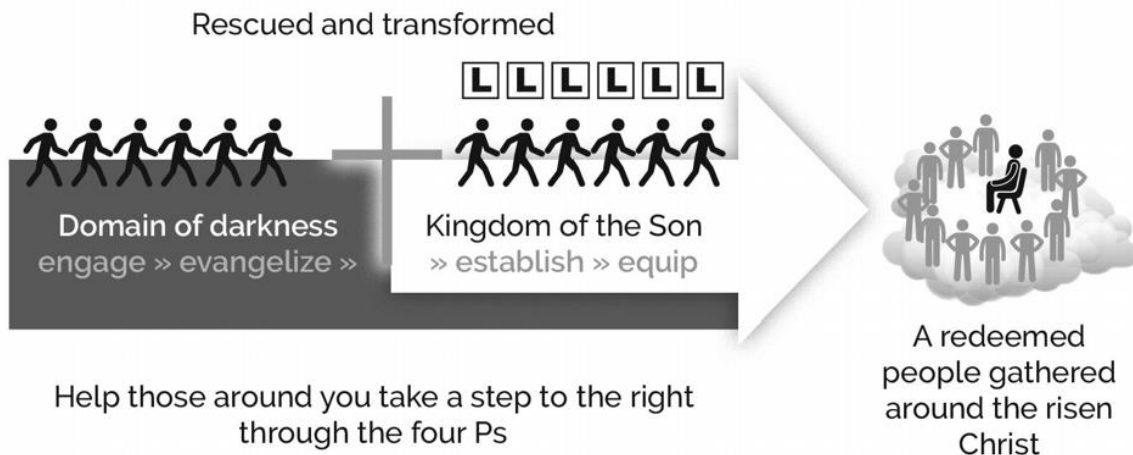 Rescued and transformed
L L L L L L
Domain of darkness
engage » evangelize »
Kingdom of the Son
» establish » equip
Help those around you take a step to the right
through the four Ps
A redeemed
people gathered
around the risen
Christ